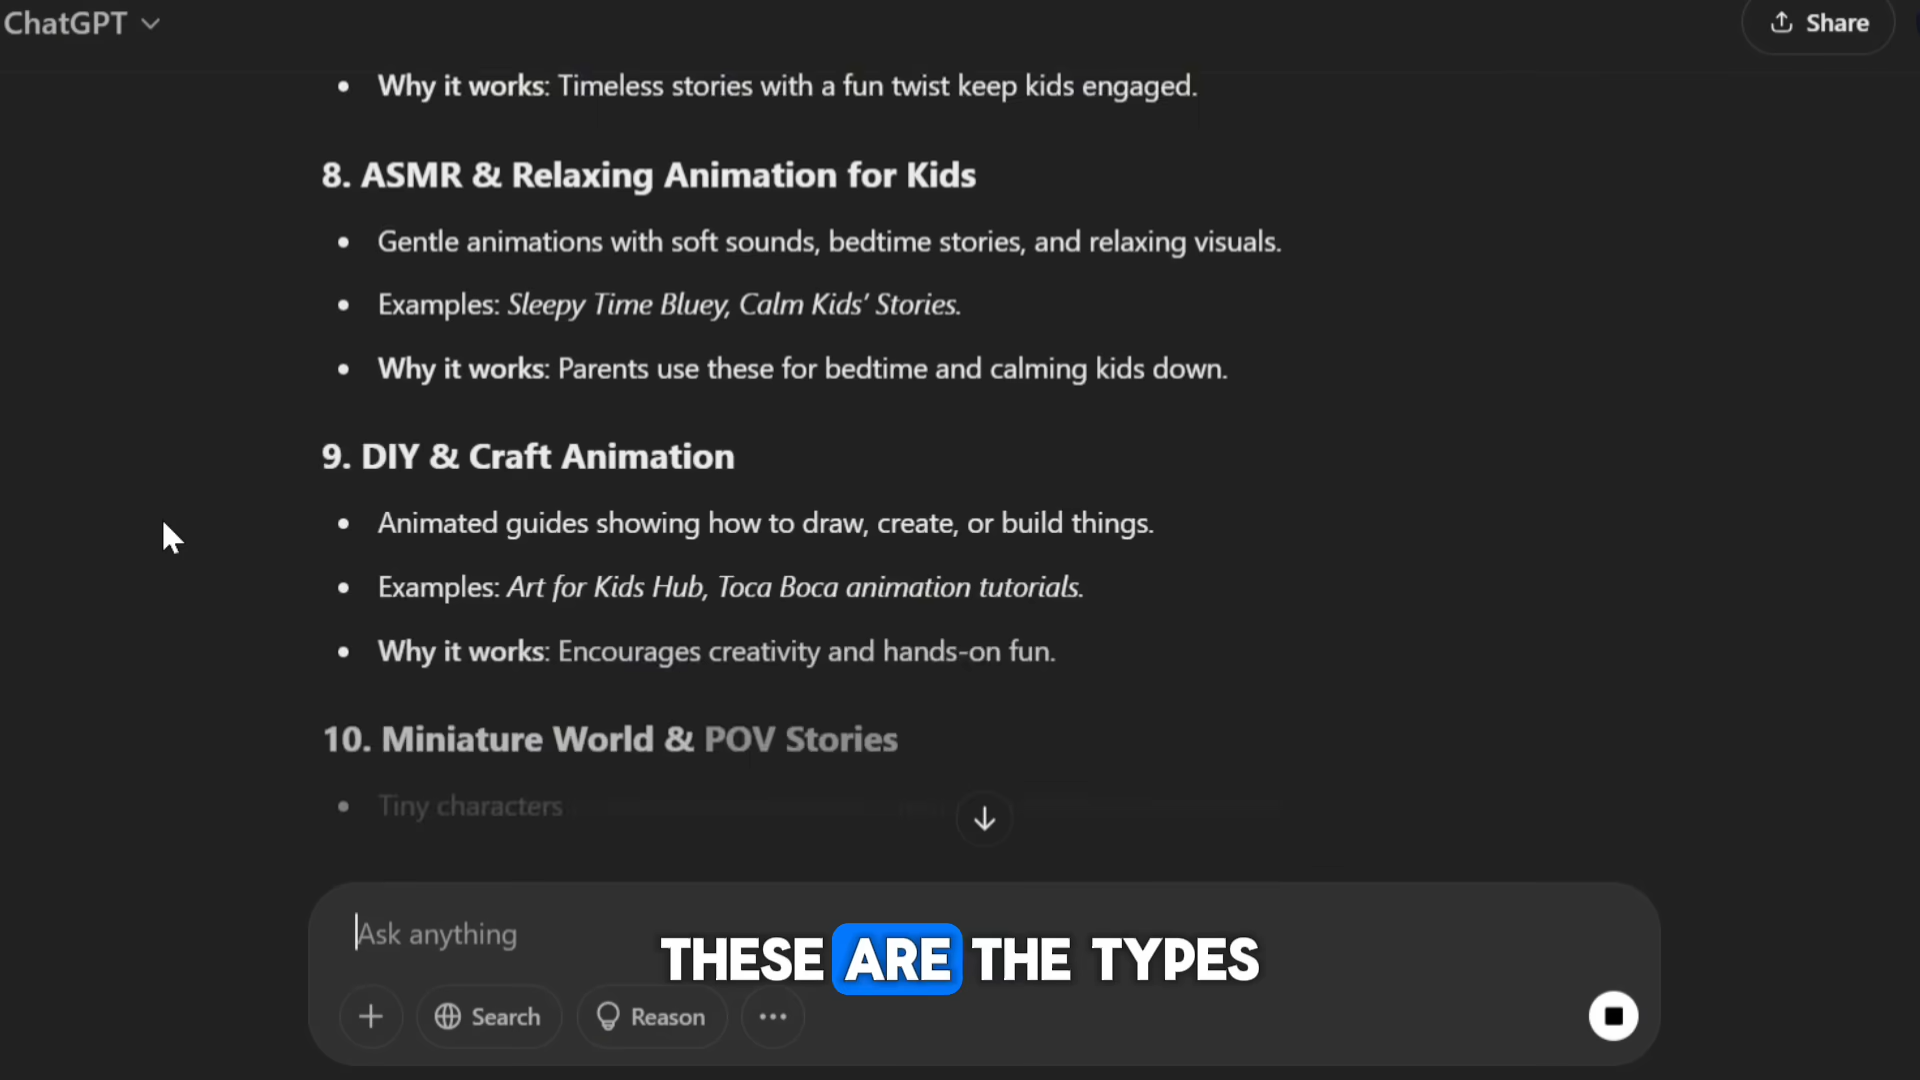 ChatGPT
Share
• Why it works: Timeless stories with a fun twist keep kids engaged.
8. ASMR & Relaxing Animation for Kids
• Gentle animations with soft sounds, bedtime stories, and relaxing visuals.
• Examples: Sleepy Time Bluey, Calm Kids’ Stories.
• Why it works: Parents use these for bedtime and calming kids down.
9. DIY & Craft Animation
• Animated guides showing how to draw, create, or build things.
• Examples: Art for Kids Hub, Toca Boca animation tutorials.
• Why it works: Encourages creativity and hands-on fun.
10. Miniature World & POV Stories
• Tiny characters
Ask anything
THESE ARE THE TYPES
Search
Reason